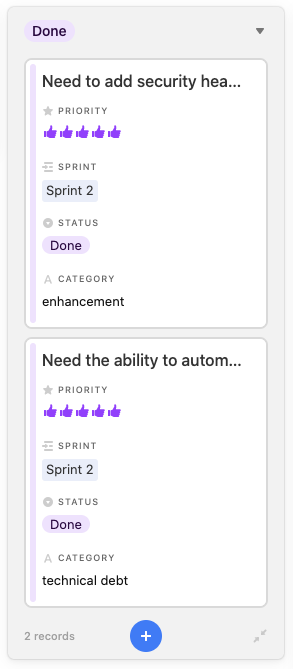 Done
Need to add security hea...
PRIORITY
SPRINT
Sprint 2
STATUS
Done
A CATEGORY
enhancement
Need the ability to autom...
PRIORITY
SPRINT
Sprint 2
STATUS
Done
A CATEGORY
technical debt
2 records